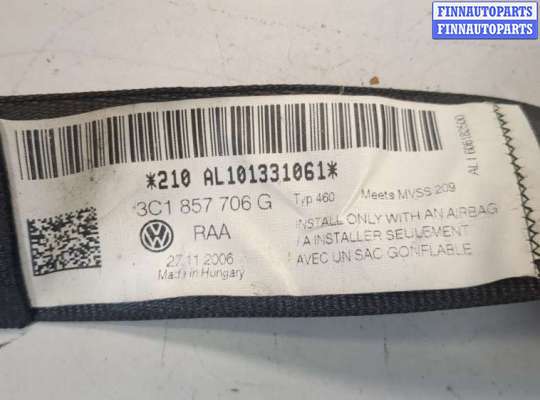 FINNAUTOPARTS
FINNAUTOPARTS
*210 AL101331061*
3C1 857 706 G
Typ 460
Meets MVSS 209
RAA
INSTALL ONLY WITH AN AIRBAG
A INSTALLER SEULEMENT
AVEC UN SAC GONFLABLE
27.11.2006
Made in Hungary